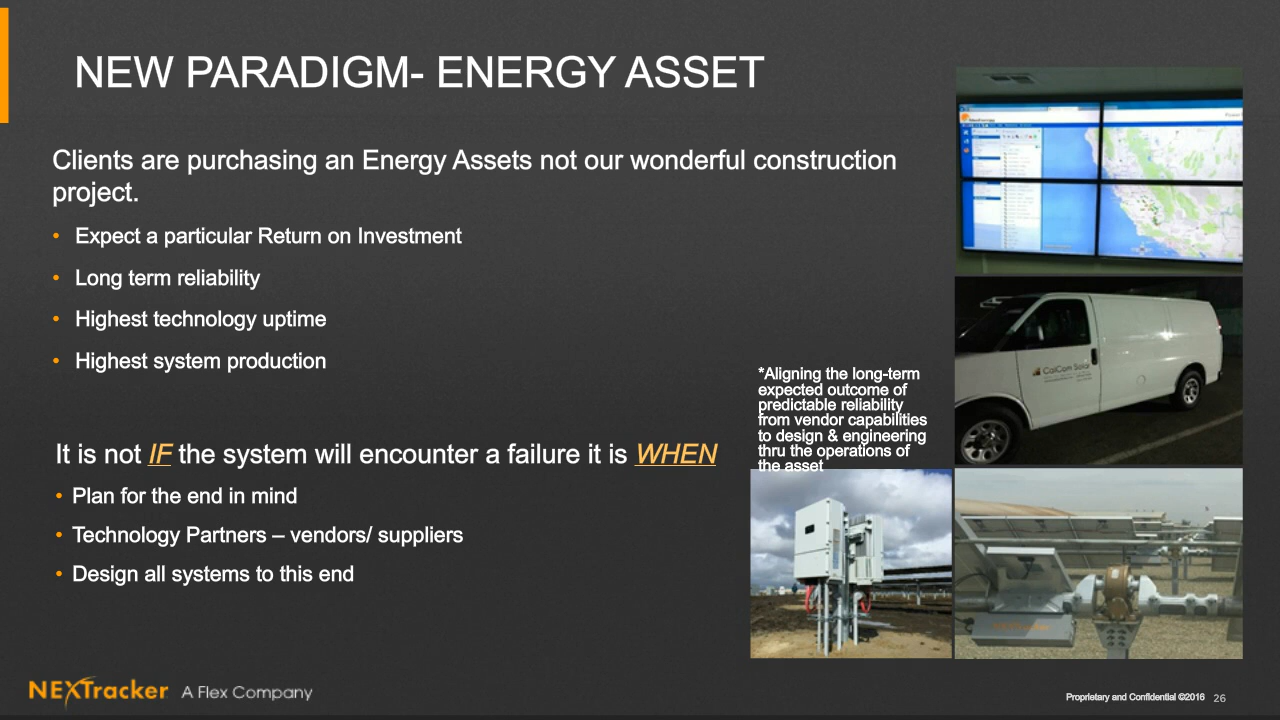 NEW PARADIGM- ENERGY ASSET
Clients are purchasing an Energy Assets not our wonderful construction
project.
• Expect a particular Return on Investment
• Long term reliability
• Highest technology uptime
• Highest system production
*Aligning the long-term
expected outcome of
predictable reliability
from vendor capabilities
to design & engineering
thru the operations of
the asset
It is not IF the system will encounter a failure it is WHEN
• Plan for the end in mind
• Technology Partners – vendors/ suppliers
• Design all systems to this end
CalCom Solar
NEXTracker A Flex Company
Proprietary and Confidential ©2016 26